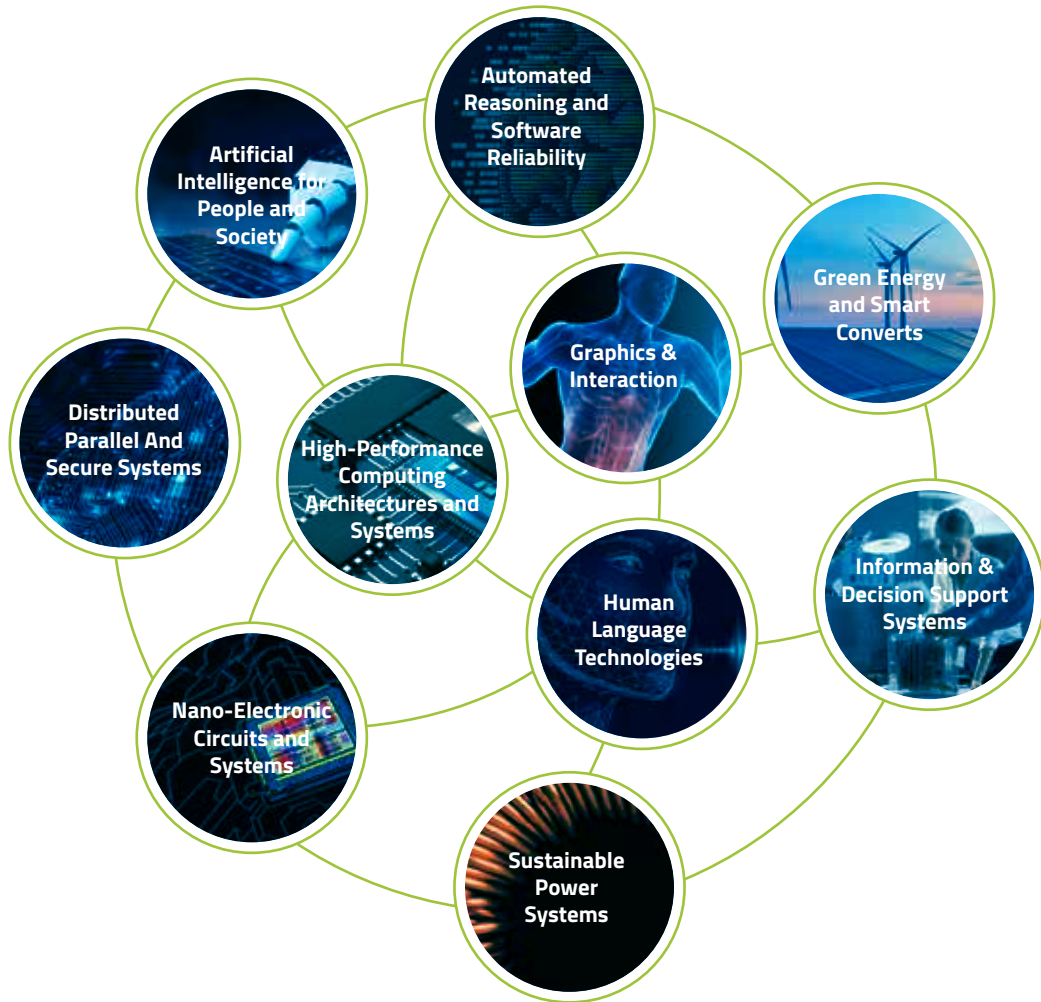 Automated
Reasoning and
Software
Reliability
Artificial
Intelligence for
People and
Society
Green Energy
and Smart
Converts
Graphics &
Interaction
Distributed
Parallel And
Secure Systems
High-Performance
Computing
Architectures and
Systems
Information &
Decision Support
Systems
Human
Language
Technologies
Nano-Electronic
Circuits and
Systems
Sustainable
Power
Systems